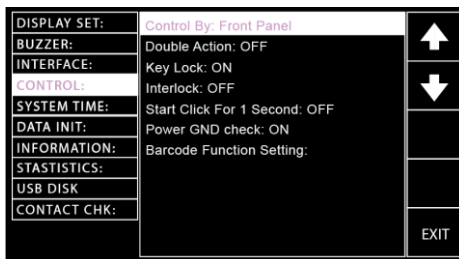 DISPLAY SET:
BUZZER:
INTERFACE:
CONTROL:
SYSTEM TIME:
DATA INIT:
INFORMATION:
STASTISTICS:
USB DISK
CONTACT CHK:
Control By: Front Panel
Double Action: OFF
Key Lock: ON
Interlock: OFF
Start Click For 1 Second: OFF
Power GND check: ON
Barcode Function Setting:
EXIT